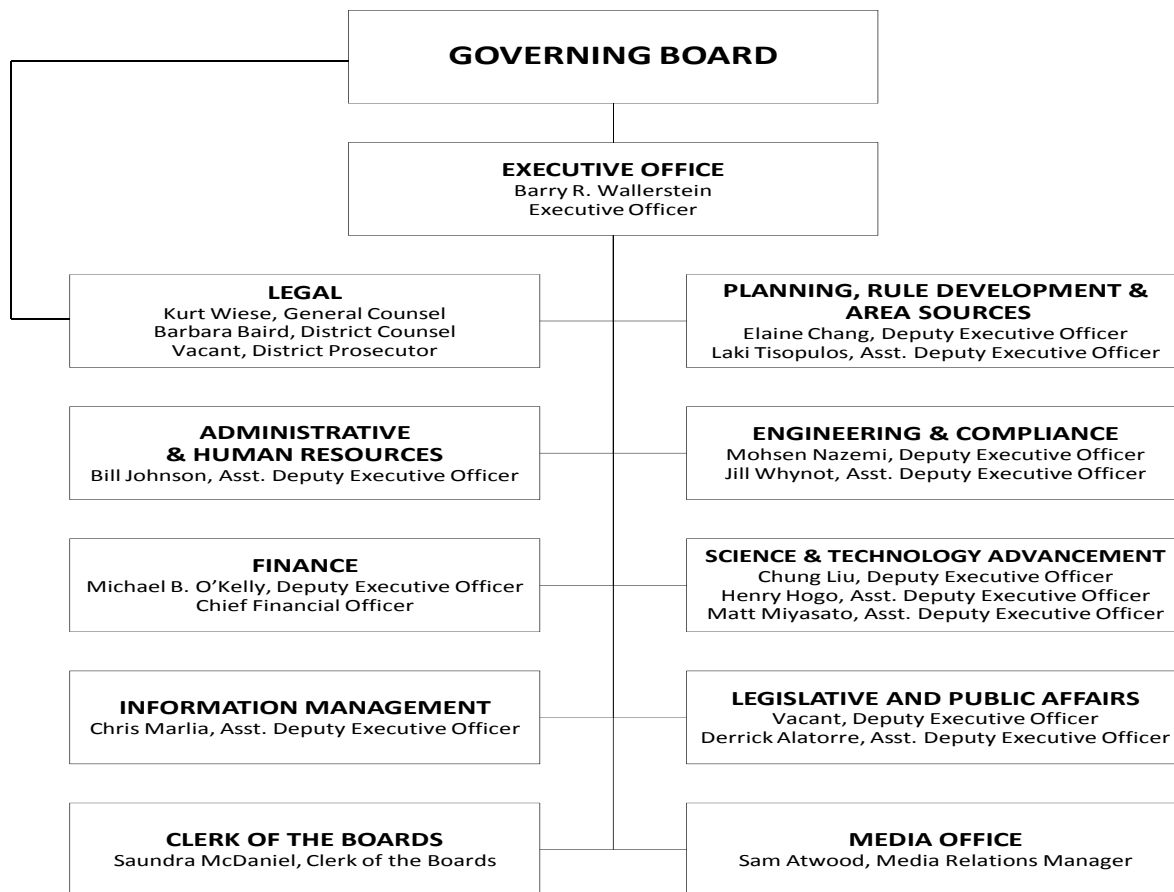 GOVERNING BOARD
EXECUTIVE OFFICE
Barry R. Wallerstein
Executive Officer
LEGAL
Kurt Wiese, General Counsel
Barbara Baird, District Counsel
Vacant, District Prosecutor
PLANNING, RULE DEVELOPMENT &
AREA SOURCES
Elaine Chang, Deputy Executive Officer
Laki Tisopulos, Asst. Deputy Executive Officer
ADMINISTRATIVE
& HUMAN RESOURCES
Bill Johnson, Asst. Deputy Executive Officer
ENGINEERING & COMPLIANCE
Mohsen Nazemi, Deputy Executive Officer
Jill Whynot, Asst. Deputy Executive Officer
FINANCE
Michael B. O’Kelly, Deputy Executive Officer
Chief Financial Officer
SCIENCE & TECHNOLOGY ADVANCEMENT
Chung Liu, Deputy Executive Officer
Henry Hogo, Asst. Deputy Executive Officer
Matt Miyasato, Asst. Deputy Executive Officer
INFORMATION MANAGEMENT
Chris Marlia, Asst. Deputy Executive Officer
LEGISLATIVE AND PUBLIC AFFAIRS
Vacant, Deputy Executive Officer
Derrick Alatorre, Asst. Deputy Executive Officer
CLERK OF THE BOARDS
Saundra McDaniel, Clerk of the Boards
MEDIA OFFICE
Sam Atwood, Media Relations Manager